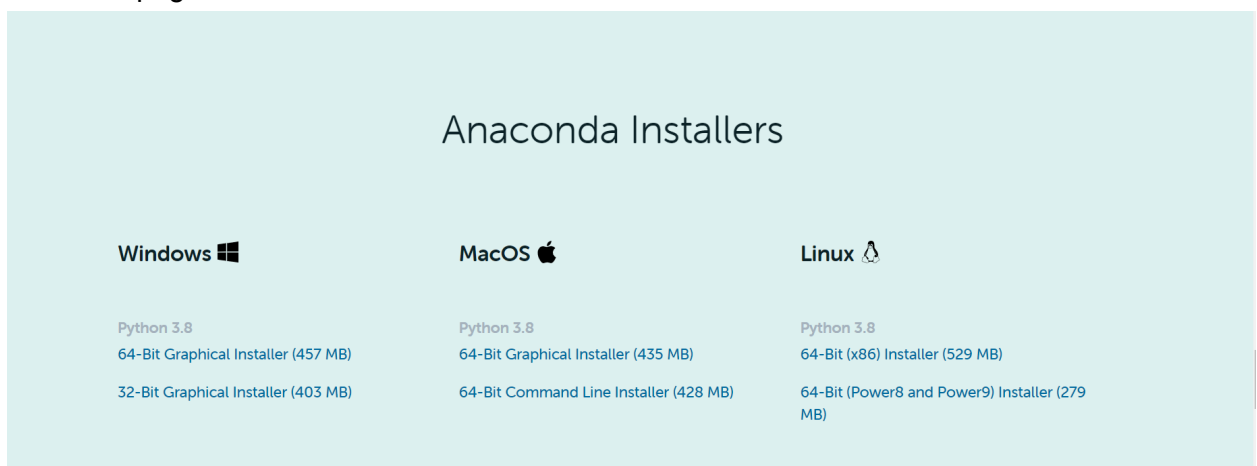 Anaconda Installers
Windows
MacOS
Linux
Python 3.8
64-Bit Graphical Installer (457 MB)
32-Bit Graphical Installer (403 MB)
Python 3.8
64-Bit Graphical Installer (435 MB)
64-Bit Command Line Installer (428 MB)
Python 3.8
64-Bit (x86) Installer (529 MB)
64-Bit (Power8 and Power9) Installer (279
MB)